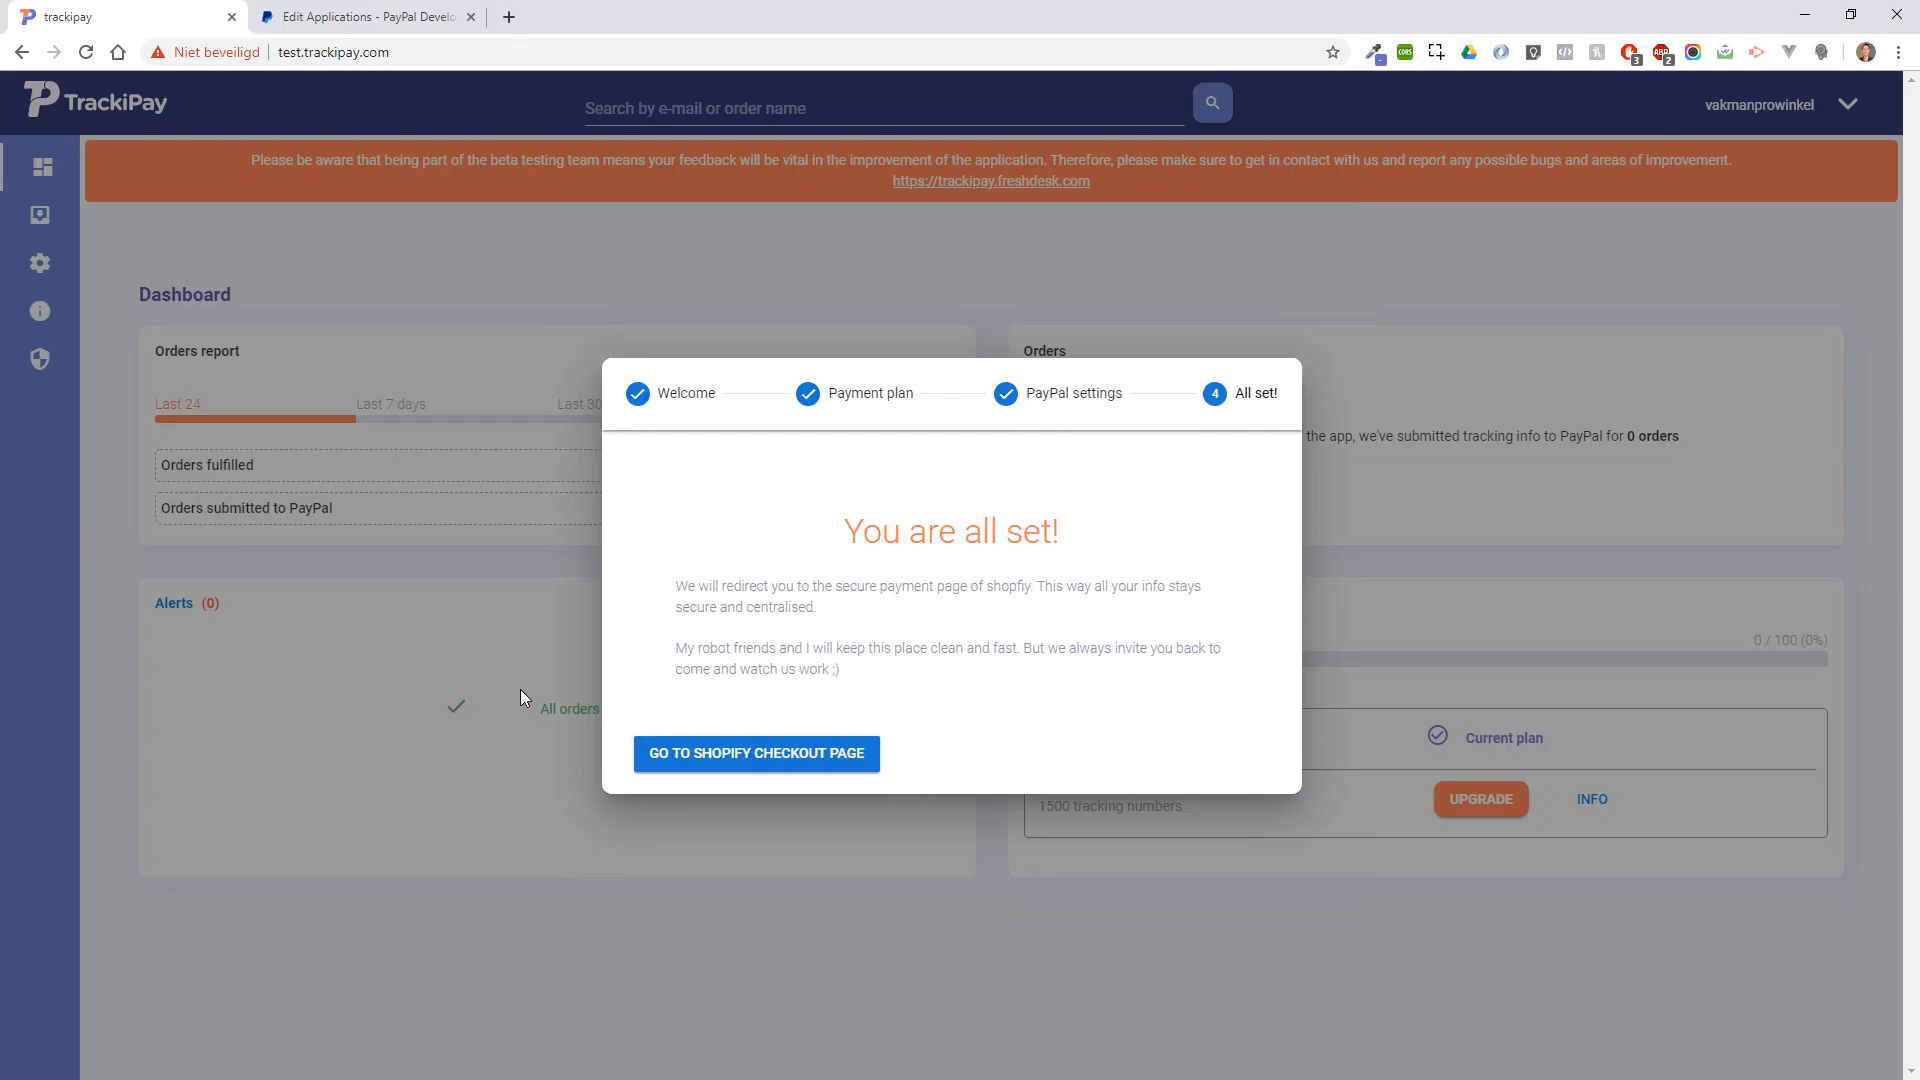 trackipay
Edit Applications - PayPal Develo
Niet beveiligd
test.trackipay.com
CORS
3
ABP
2
TrackiPay
Search by e-mail or order name
vakmanprowinkel
Please be aware that being part of the beta testing team means your feedback will be vital in the improvement of the application. Therefore, please make sure to get in contact with us and report any possible bugs and areas of improvement.
https://trackipay.freshdesk.com
Dashboard
Orders report
Last 24
Last 7 days
Last 30
Orders fulfilled
Orders submitted to PayPal
Orders
the app, we've submitted tracking info to PayPal for 0 orders
Alerts (0)
All orders
0 / 100 (0%)
Current plan
1500 tracking numbers
UPGRADE
INFO
Welcome
Payment plan
PayPal settings
4
All set!
You are all set!
We will redirect you to the secure payment page of shopfiy. This way all your info stays
secure and centralised.
My robot friends and I will keep this place clean and fast. But we always invite you back to
come and watch us work ;)
GO TO SHOPIFY CHECKOUT PAGE